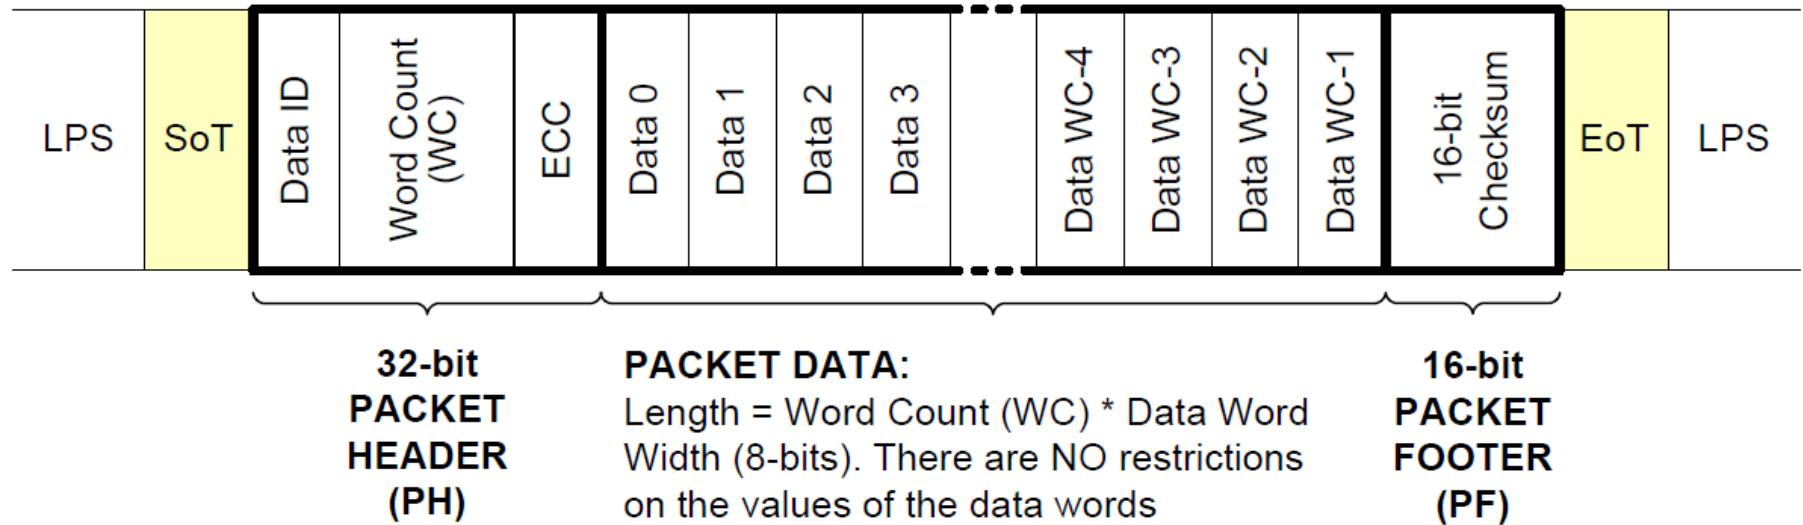 LPS
SoT
Data ID
Word Count
(WC)
ECC
Data 0
Data 1
Data 2
Data 3
Data WC-4
Data WC-3
Data WC-2
Data WC-1
16-bit
Checksum
EoT
LPS
32-bit
PACKET
HEADER
(PH)
PACKET DATA:
Length = Word Count (WC) * Data Word
Width (8-bits). There are NO restrictions
on the values of the data words
16-bit
PACKET
FOOTER
(PF)